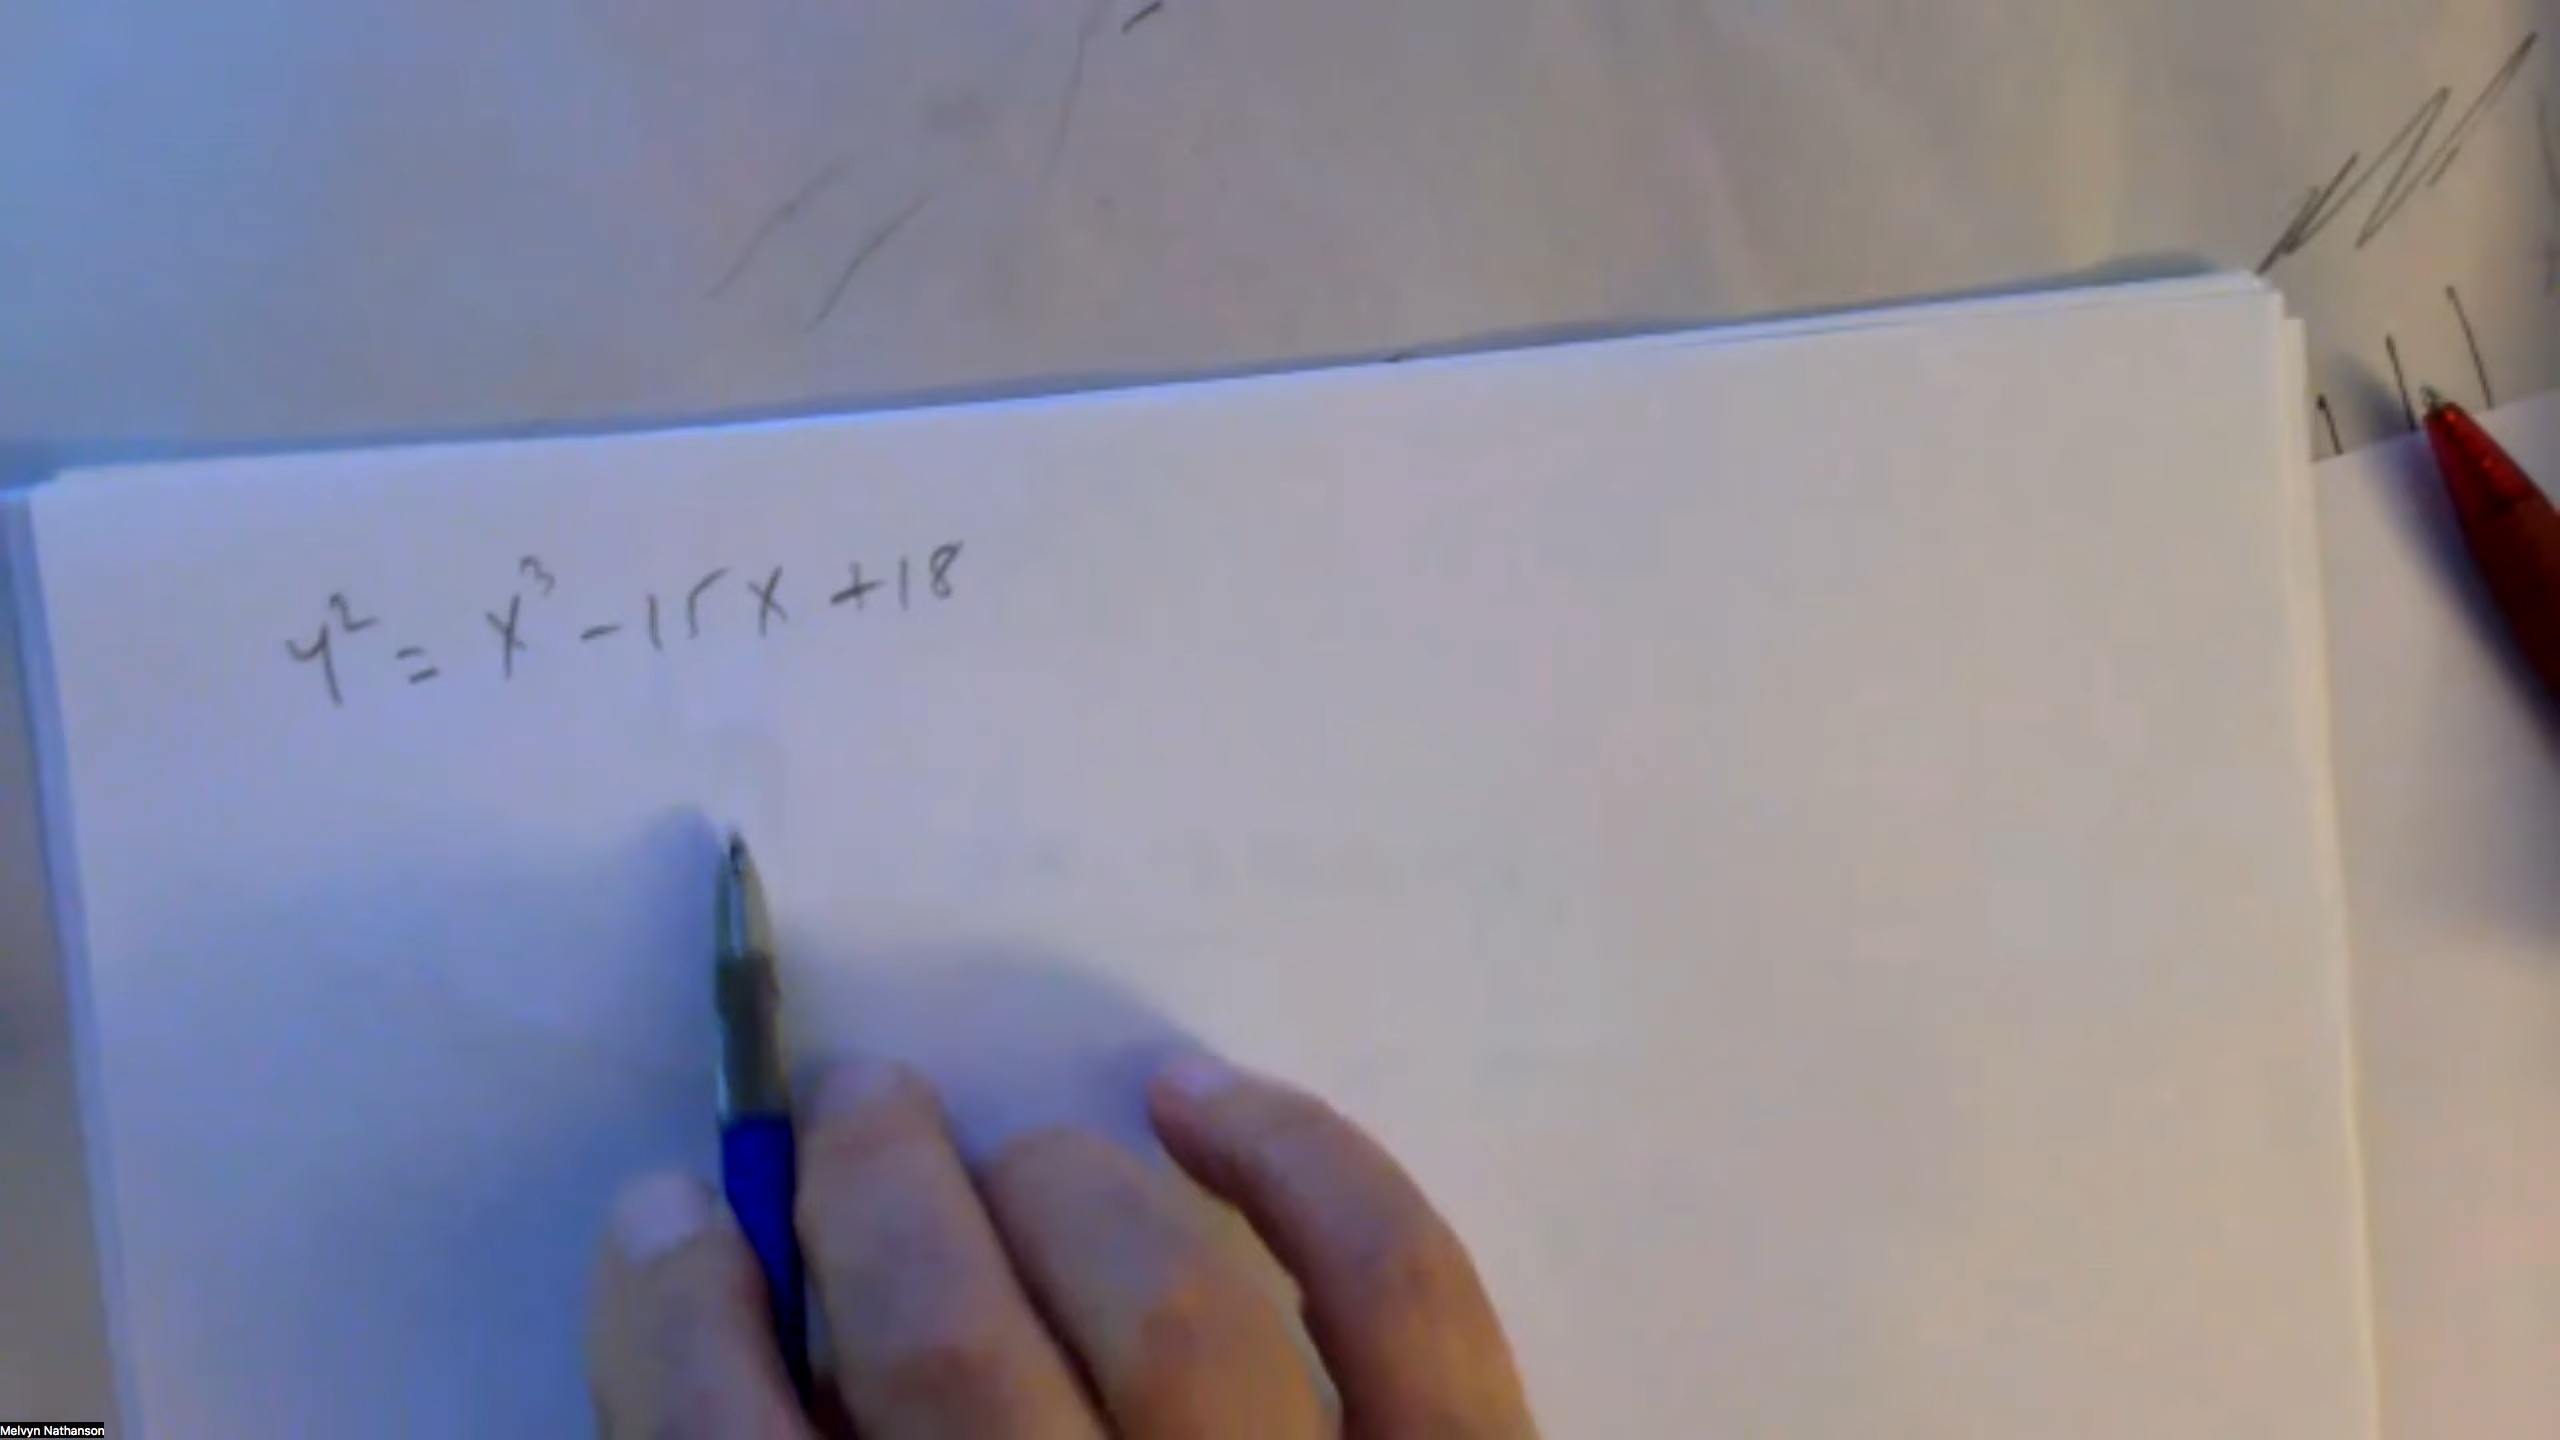 y² = x³ - 15x + 18
Melvyn Nathanson